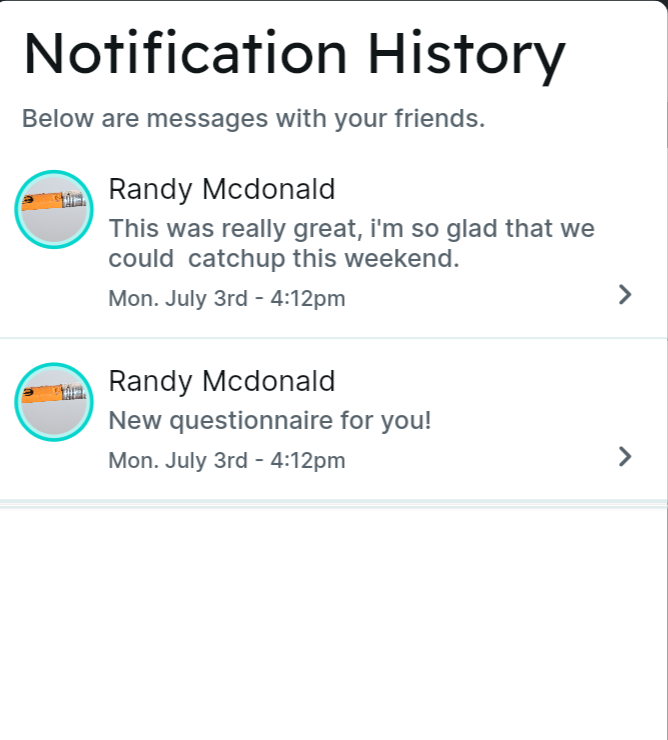 Notification History
Below are messages with your friends.
Randy Mcdonald
This was really great, i'm so glad that we
could  catchup this weekend.
Mon. July 3rd - 4:12pm
Randy Mcdonald
New questionnaire for you!
Mon. July 3rd - 4:12pm